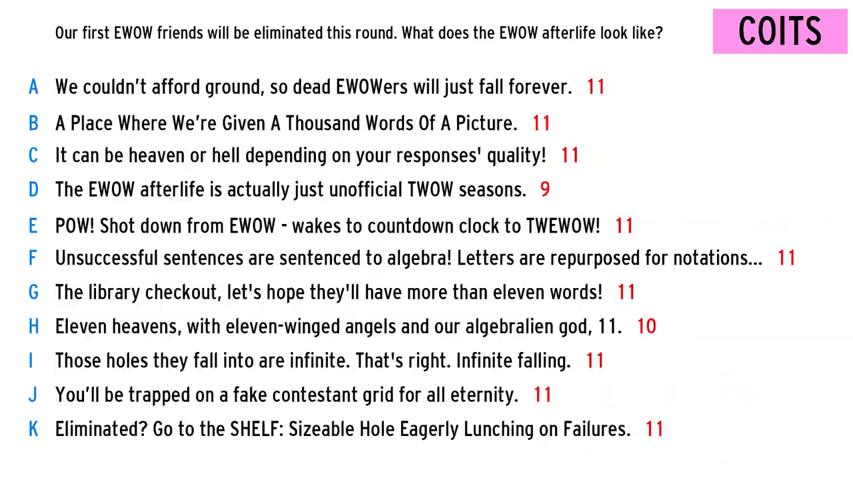 Our first EWOW friends will be eliminated this round. What does the EWOW afterlife look like?
COITS
A We couldn't afford ground, so dead EWOWers will just fall forever. 11
B A Place Where We're Given A Thousand Words Of A Picture. 11
C It can be heaven or hell depending on your responses' quality! 11
D The EWOW afterlife is actually just unofficial TWOW seasons. 9
E POW! Shot down from EWOW - wakes to countdown clock to TWEWOW! 11
F Unsuccessful sentences are sentenced to algebra! Letters are repurposed for notations... 11
G The library checkout, let's hope they'll have more than eleven words! 11
H Eleven heavens, with eleven-winged angels and our algebralien god, 11. 10
I Those holes they fall into are infinite. That's right. Infinite falling. 11
J You'll be trapped on a fake contestant grid for all eternity. 11
K Eliminated? Go to the SHELF: Sizeable Hole Eagerly Lunching on Failures. 11